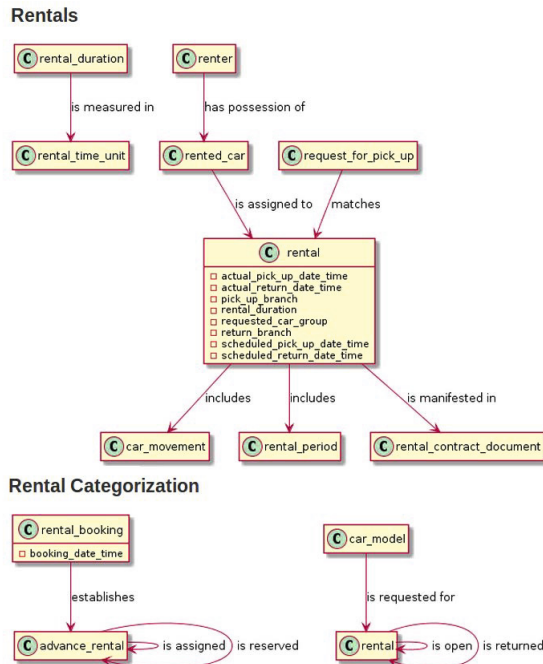 Rentals
C rental_duration
C renter
is measured in
has possession of
C rental_time_unit
C rented_car
C request_for_pick_up
is assigned to
matches
C rental
actual_pick_up_date_time
actual_return_date_time
pick_up_branch
rental_duration
requested_car_group
return_branch
scheduled_pick_up_date_time
scheduled_return_date_time
includes
includes
is manifested in
C car_movement
C rental_period
C rental_contract_document
Rental Categorization
C rental_booking
booking_date_time
C car_model
establishes
is requested for
C advance_rental
is assigned
is reserved
C rental
is open
is returned